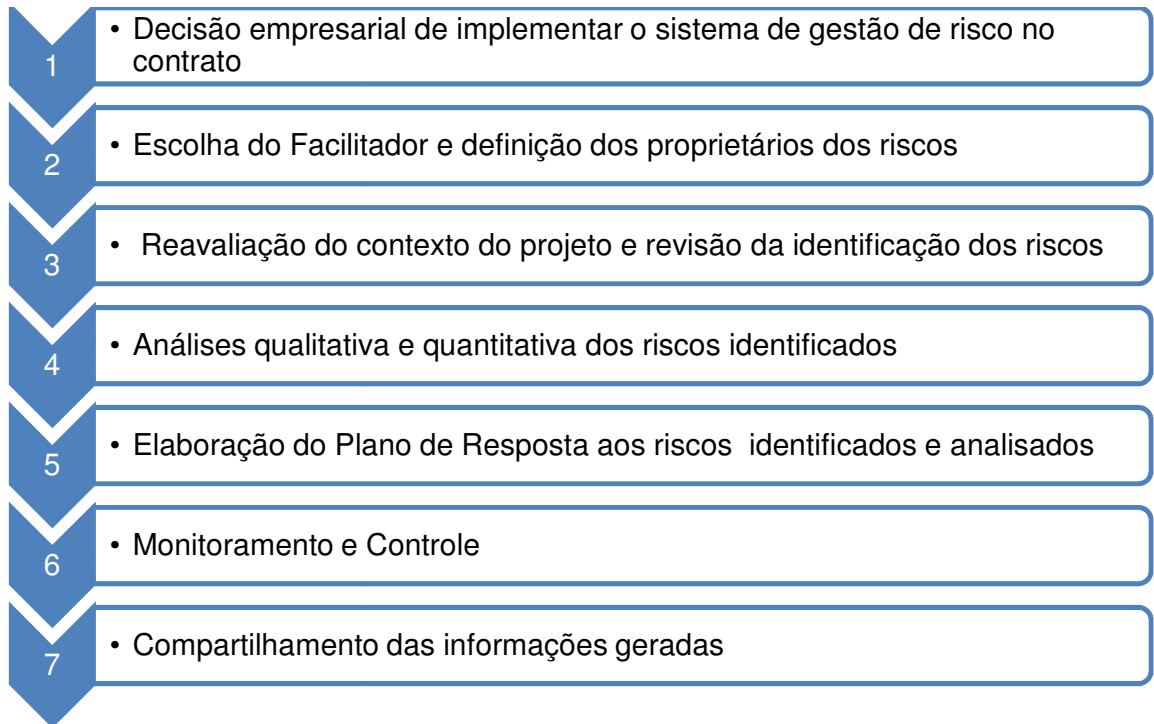 1
• Decisão empresarial de implementar o sistema de gestão de risco no
contrato
2
• Escolha do Facilitador e definição dos proprietários dos riscos
3
• Reavaliação do contexto do projeto e revisão da identificação dos riscos
4
• Análises qualitativa e quantitativa dos riscos identificados
5
• Elaboração do Plano de Resposta aos riscos identificados e analisados
6
• Monitoramento e Controle
7
• Compartilhamento das informações geradas